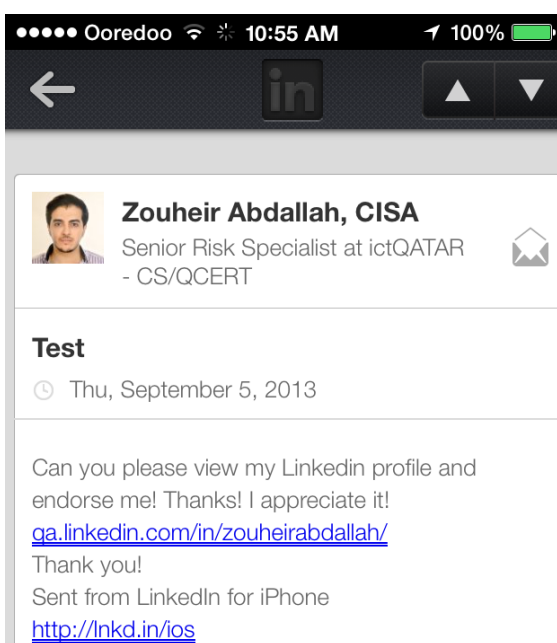 Ooredoo 10:55 AM 100%
in
Zouheir Abdallah, CISA
Senior Risk Specialist at ictQATAR
- CS/QCERT
Test
Thu, September 5, 2013
Can you please view my Linkedin profile and
endorse me! Thanks! I appreciate it!
qa.linkedin.com/in/zouheirabdallah/
Thank you!
Sent from LinkedIn for iPhone
http://lnkd.in/ios